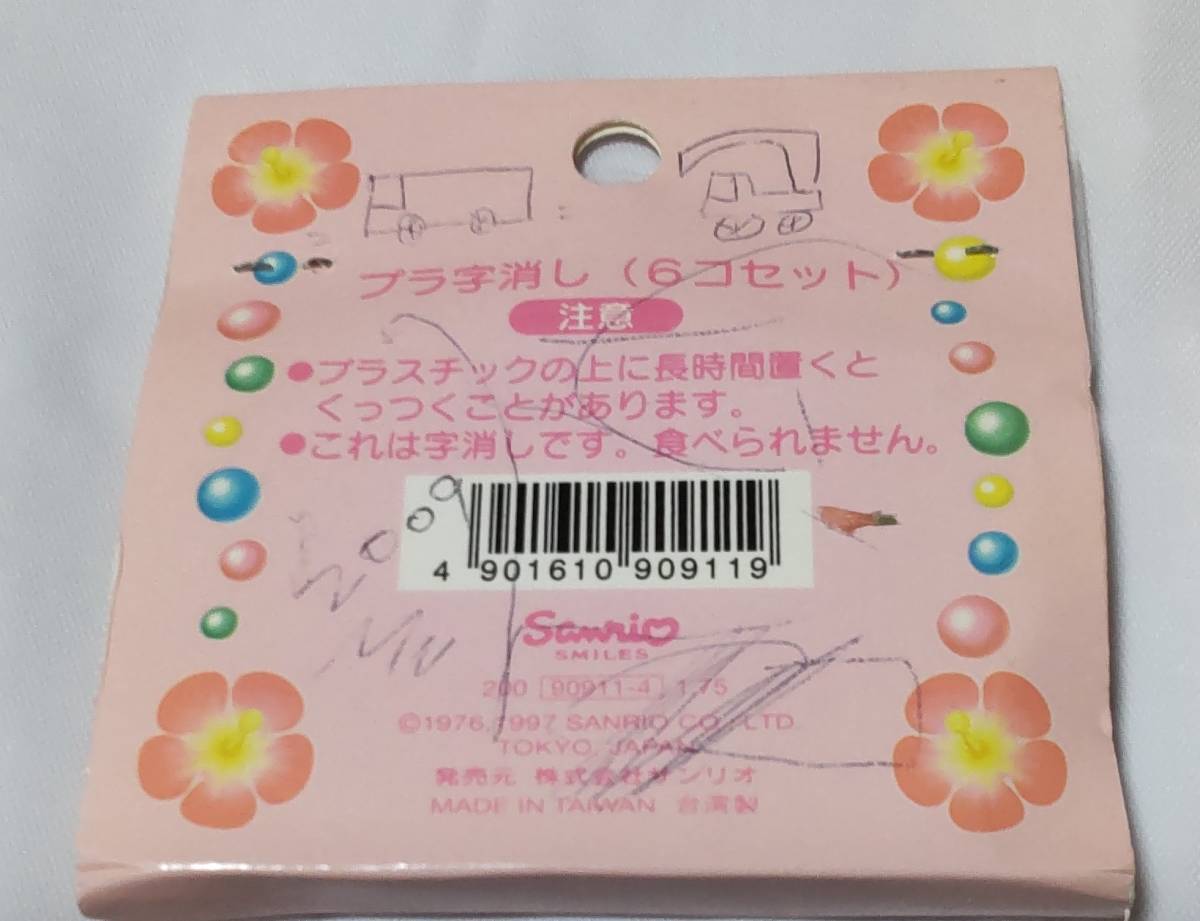 プラ字消し（6コセット）
注意
●プラスチックの上に長時間置くと
くっつくことがあります。
●これは字消しです。食べられません。
4 901610 909119
Sanrio
SMILES
200 90911-4 1.75
©1976,1997 SANRIO CO., LTD.
TOKYO, JAPAN
発売元 株式会社サンリオ
MADE IN TAIWAN 台湾製